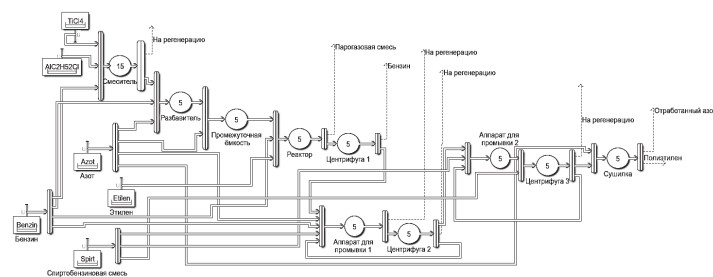 TiCl4
На регенерацию
AlC2H52Cl
15
Смеситель
5
Разбавитель
5
Промежуточная
ёмкость
Парогазовая смесь
Бензин
На регенерацию
На регенерацию
5
Реактор
5
Центрифуга 1
Аппарат для
промывки 2
5
На регенерацию
5
Центрифуга 3
5
Сушилка
Отработанный азо
Полиэтилен
Azot
Азот
Etilen
Этилен
Benzin
Бензин
5
Аппарат для
промывки 1
5
Центрифуга 2
Spirt
Спиртобензиновая смесь